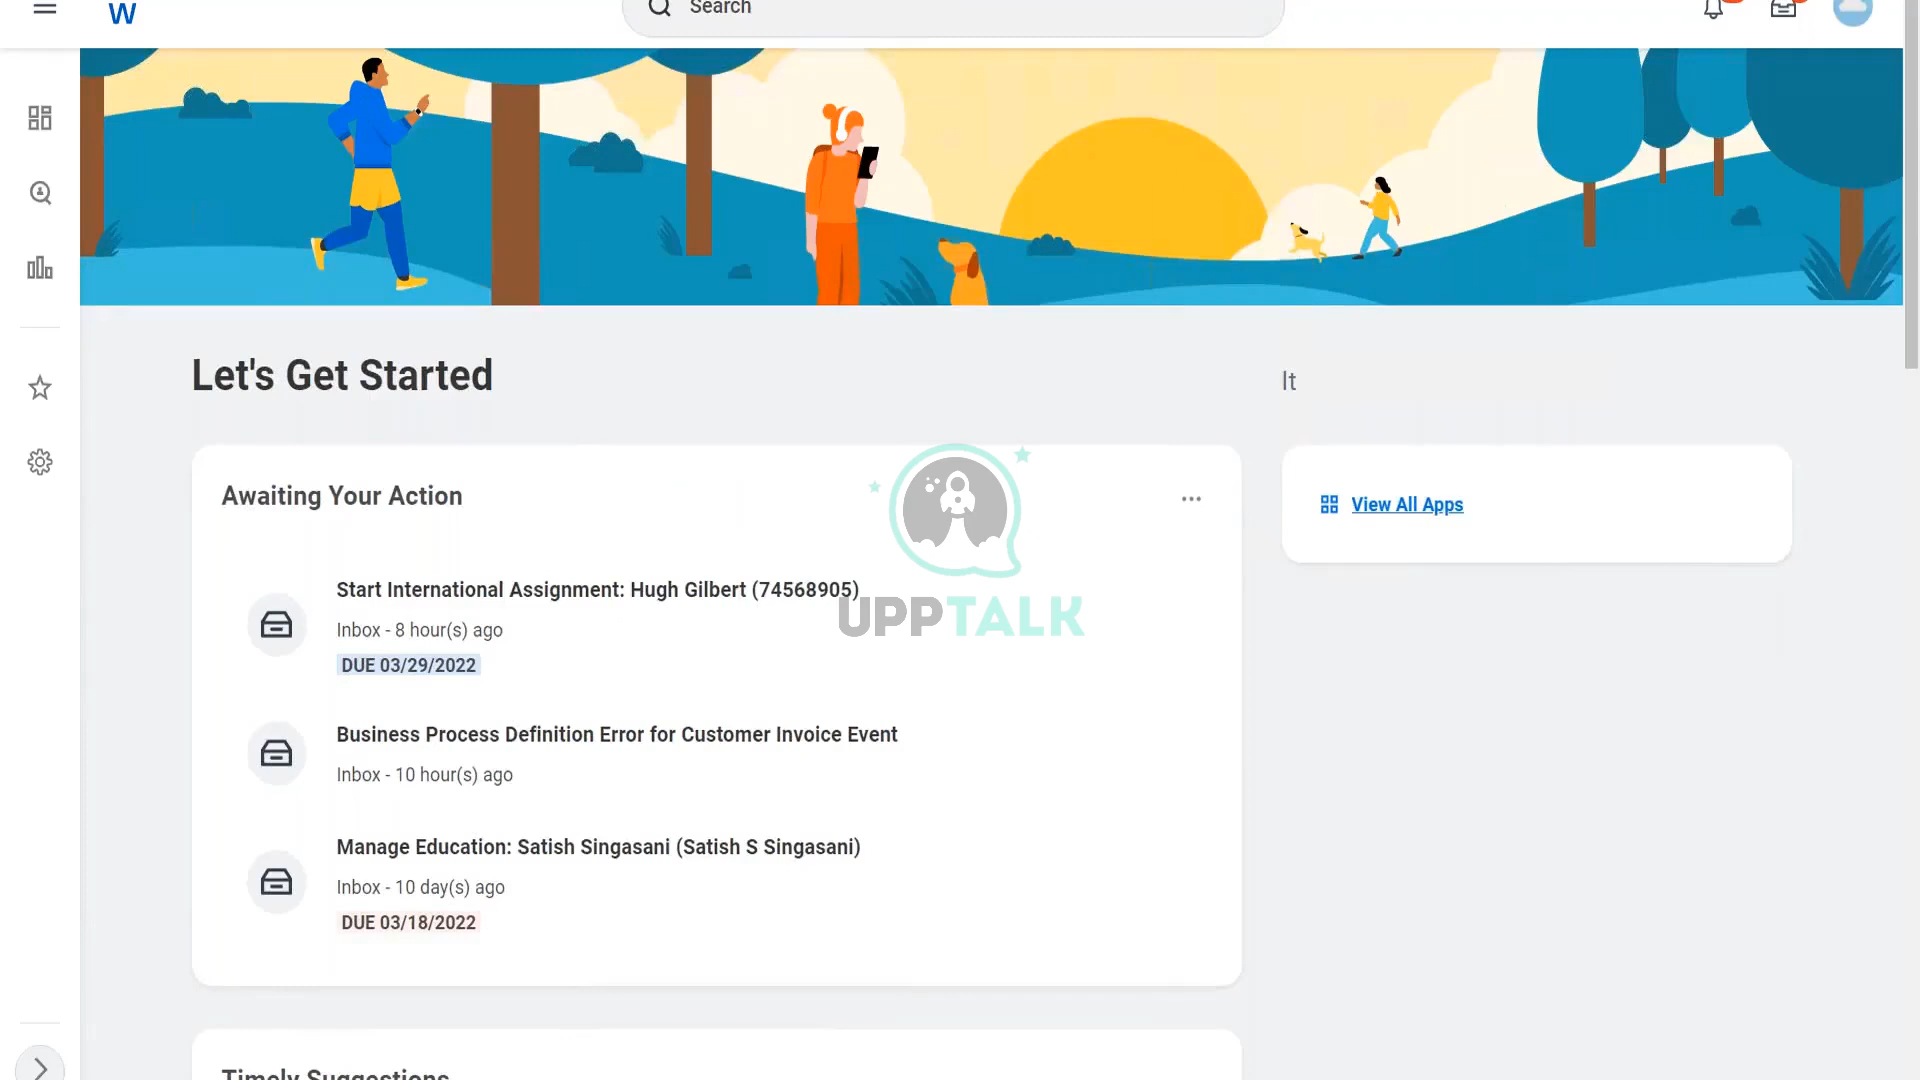 W
Search
Let's Get Started
It
Awaiting Your Action
View All Apps
Start International Assignment: Hugh Gilbert (74568905)
Inbox - 8 hour(s) ago
DUE 03/29/2022
UPPTALK
Business Process Definition Error for Customer Invoice Event
Inbox - 10 hour(s) ago
Manage Education: Satish Singasani (Satish S Singasani)
Inbox - 10 day(s) ago
DUE 03/18/2022
Timely Suggestions